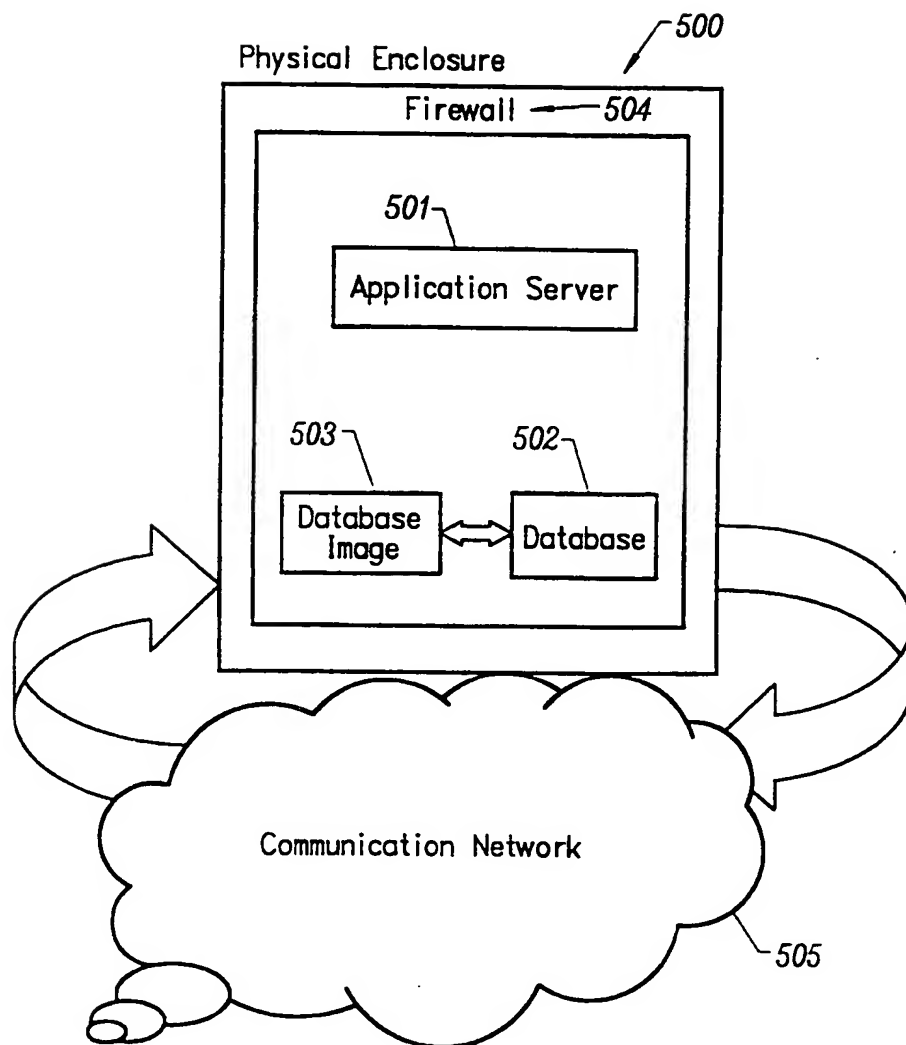 500
Physical Enclosure
Firewall 504
501
Application Server
503
502
Database
Image
Database
Communication Network
505